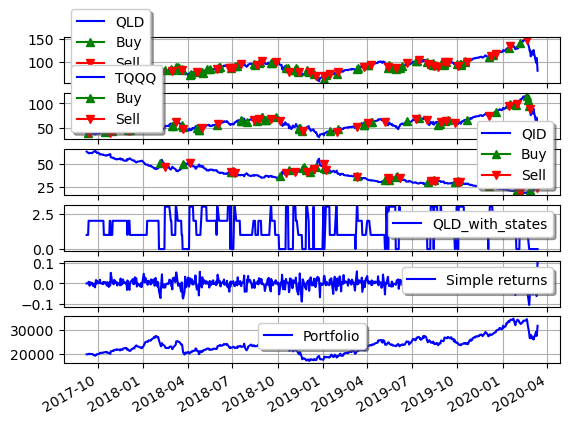 QLD
Buy
Sell
150
100
TQQQ
Buy
Sell
100
50
QID
Buy
Sell
50
25
QLD_with_states
2.5
0.0
Simple returns
0.1
0.0
−0.1
Portfolio
30000
20000
2017-10
2018-01
2018-04
2018-07
2018-10
2019-01
2019-04
2019-07
2019-10
2020-01
2020-04